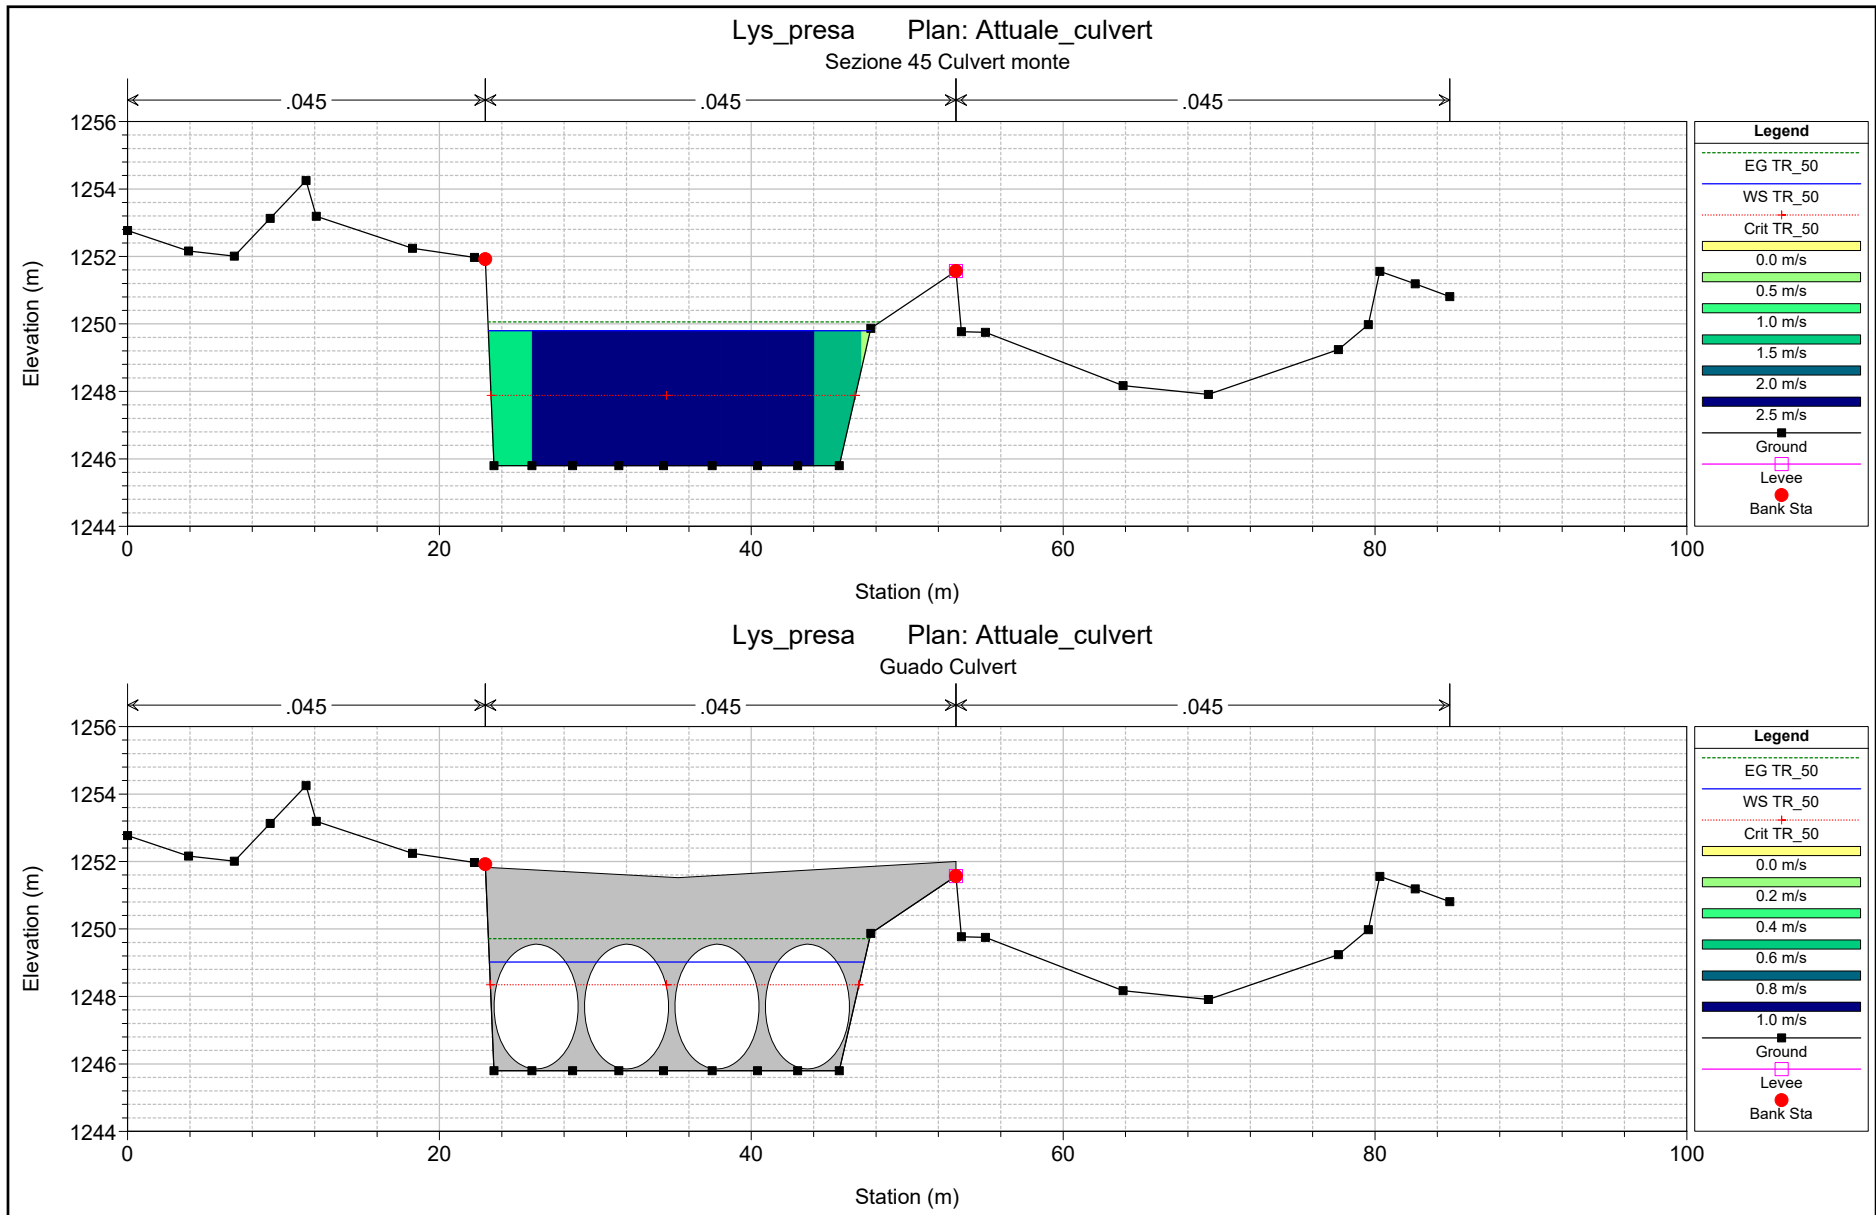 Lys_presa Plan: Attuale_culvert
Sezione 45 Culvert monte
.045 .045 .045
1256
1254
1252
1250
1248
1246
1244
Elevation (m)
0 20 40 60 80 100
Station (m)
Legend
EG TR_50
WS TR_50
Crit TR_50
0.0 m/s
0.5 m/s
1.0 m/s
1.5 m/s
2.0 m/s
2.5 m/s
Ground
Levee
Bank Sta
Lys_presa Plan: Attuale_culvert
Guado Culvert
.045 .045 .045
1256
1254
1252
1250
1248
1246
1244
Elevation (m)
0 20 40 60 80 100
Station (m)
Legend
EG TR_50
WS TR_50
Crit TR_50
0.0 m/s
0.2 m/s
0.4 m/s
0.6 m/s
0.8 m/s
1.0 m/s
Ground
Levee
Bank Sta